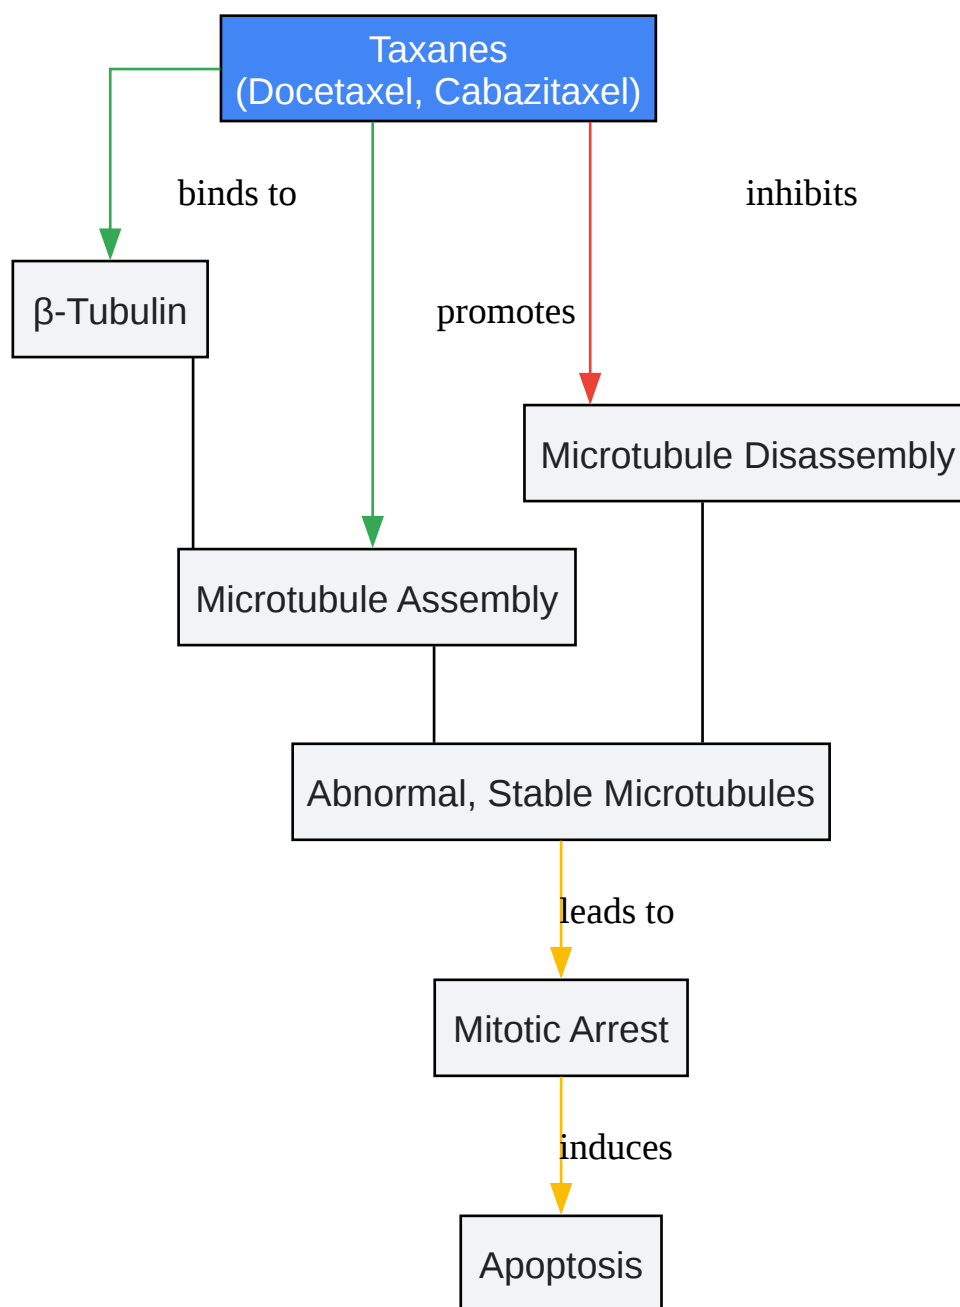 Taxanes
(Docetaxel, Cabazitaxel)
binds to
inhibits
β-Tubulin
promotes
Microtubule Disassembly
Microtubule Assembly
Abnormal, Stable Microtubules
leads to
Mitotic Arrest
induces
Apoptosis